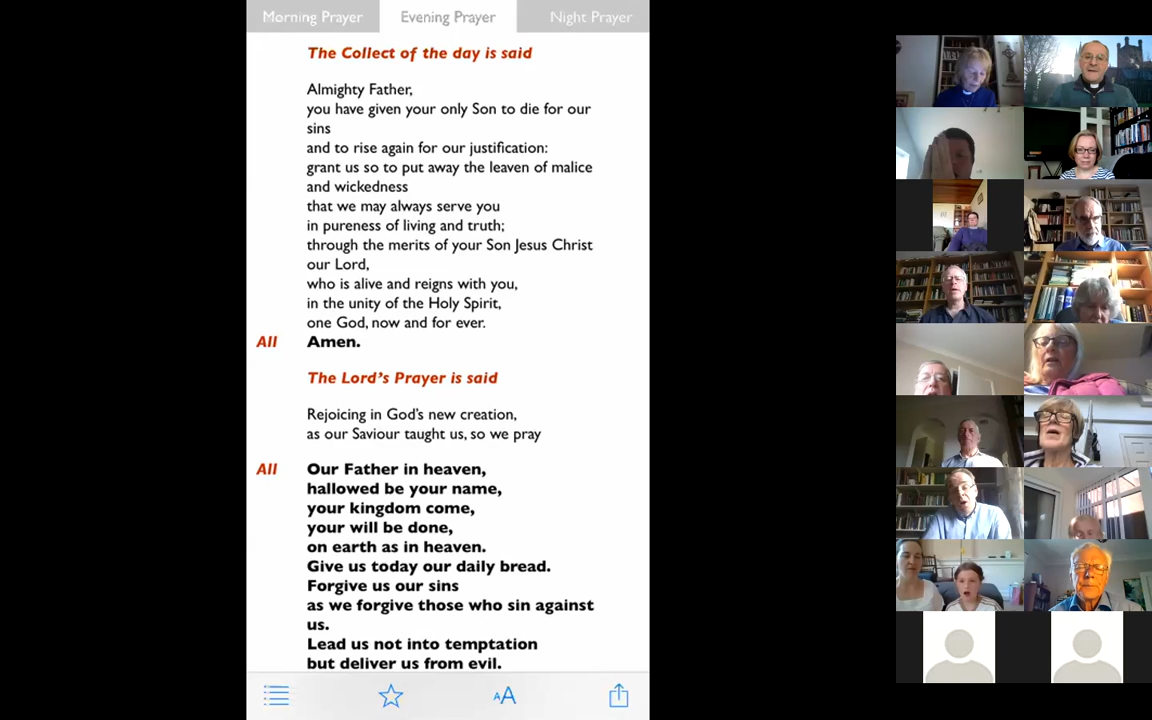 Morning Prayer
Evening Prayer
Night Prayer
The Collect of the day is said
Almighty Father,
you have given your only Son to die for our
sins
and to rise again for our justification:
grant us so to put away the leaven of malice
and wickedness
that we may always serve you
in pureness of living and truth;
through the merits of your Son Jesus Christ
our Lord,
who is alive and reigns with you,
in the unity of the Holy Spirit,
one God, now and for ever.
All Amen.
The Lord's Prayer is said
Rejoicing in God's new creation,
as our Saviour taught us, so we pray
All Our Father in heaven,
hallowed be your name,
your kingdom come,
your will be done,
on earth as in heaven.
Give us today our daily bread.
Forgive us our sins
as we forgive those who sin against
us.
Lead us not into temptation
but deliver us from evil.
AA